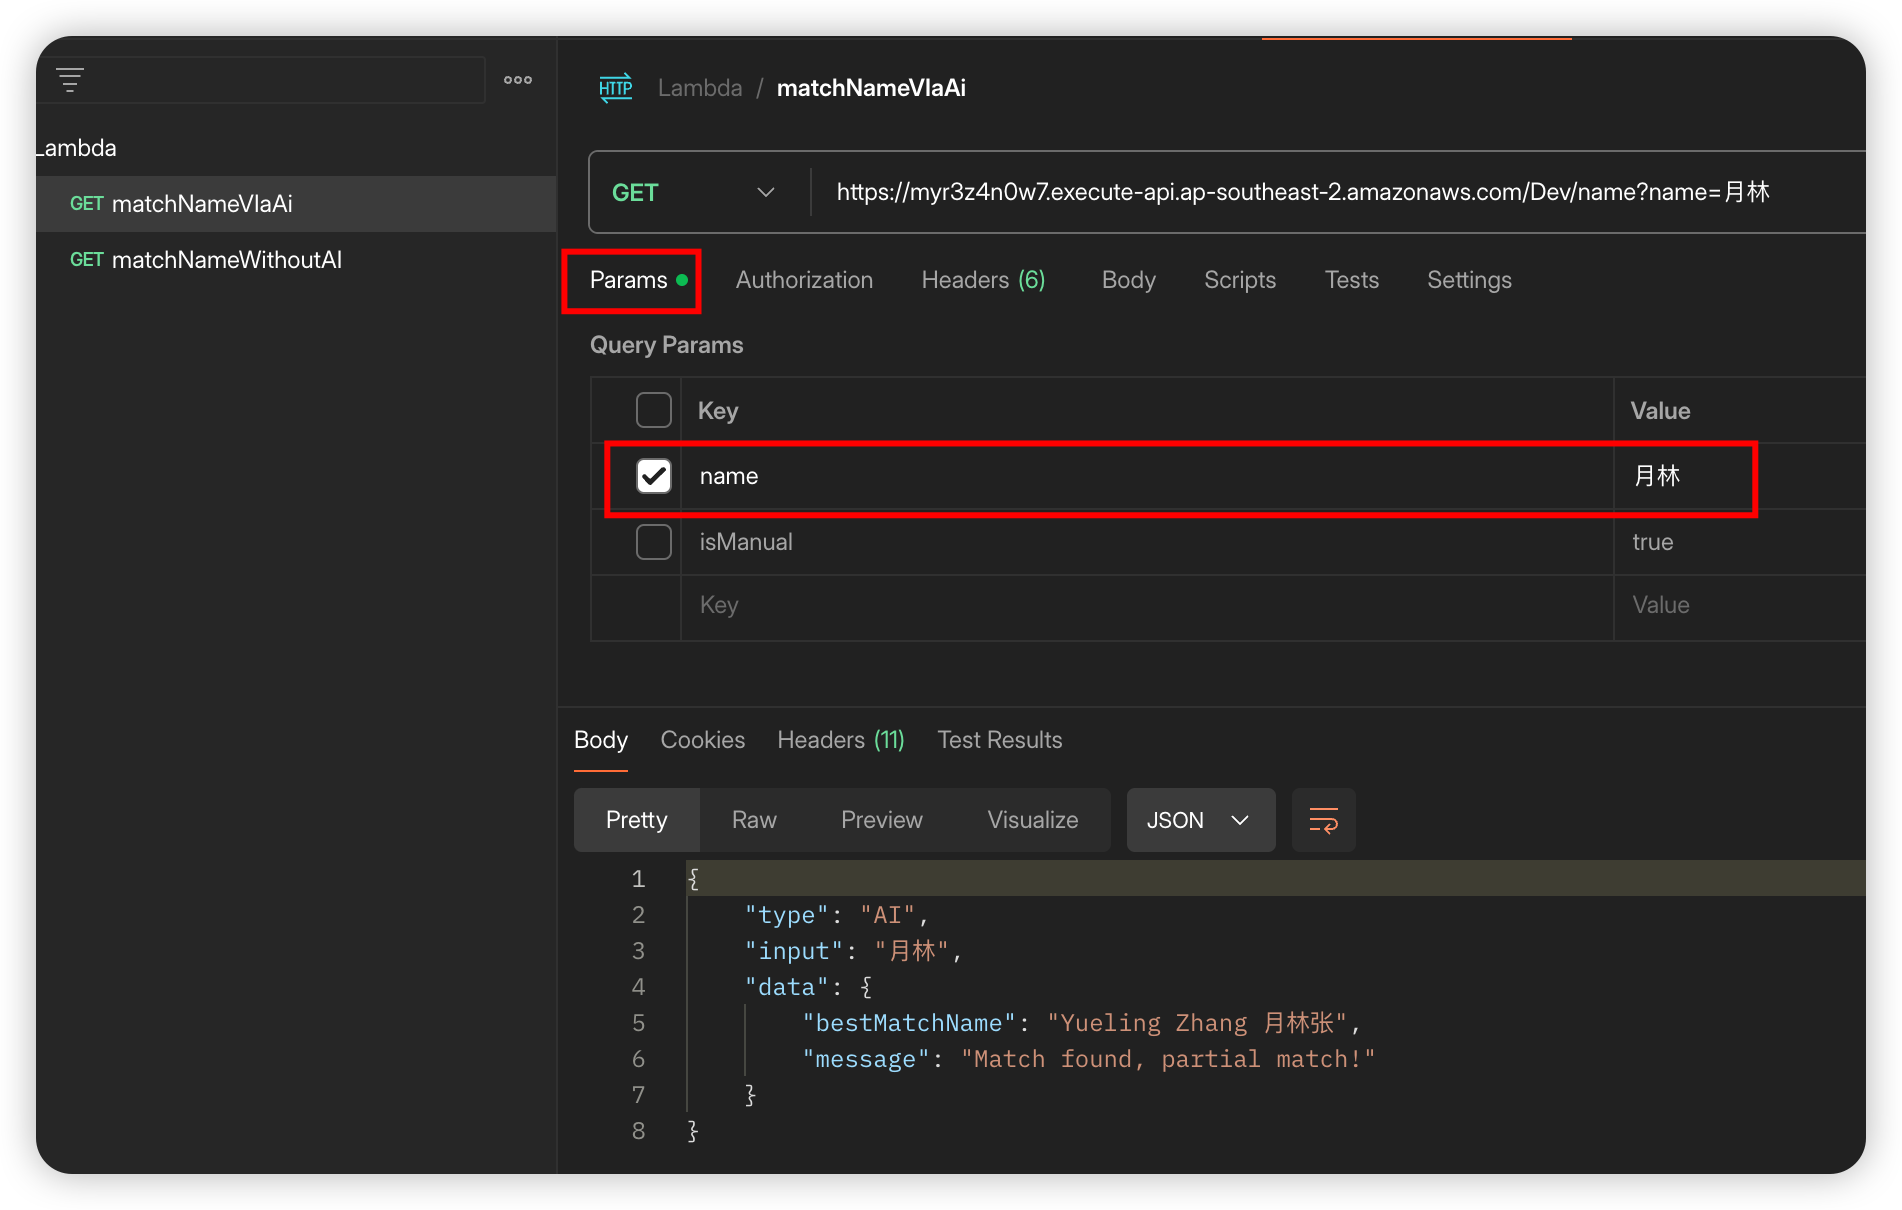 Lambda
GET matchNameVIaAi
GET matchNameWithoutAI
HTTP Lambda / matchNameVIaAi
GET https://myr3z4n0w7.execute-api.ap-southeast-2.amazonaws.com/Dev/name?name=月林
Params Authorization Headers (6) Body Scripts Tests Settings
Query Params
Key Value
name 月林
isManual true
Key Value
Body Cookies Headers (11) Test Results
Pretty Raw Preview Visualize JSON
1 {
2 "type": "AI",
3 "input": "月林",
4 "data": {
5 "bestMatchName": "Yueling Zhang 月林张",
6 "message": "Match found, partial match!"
7 }
8 }